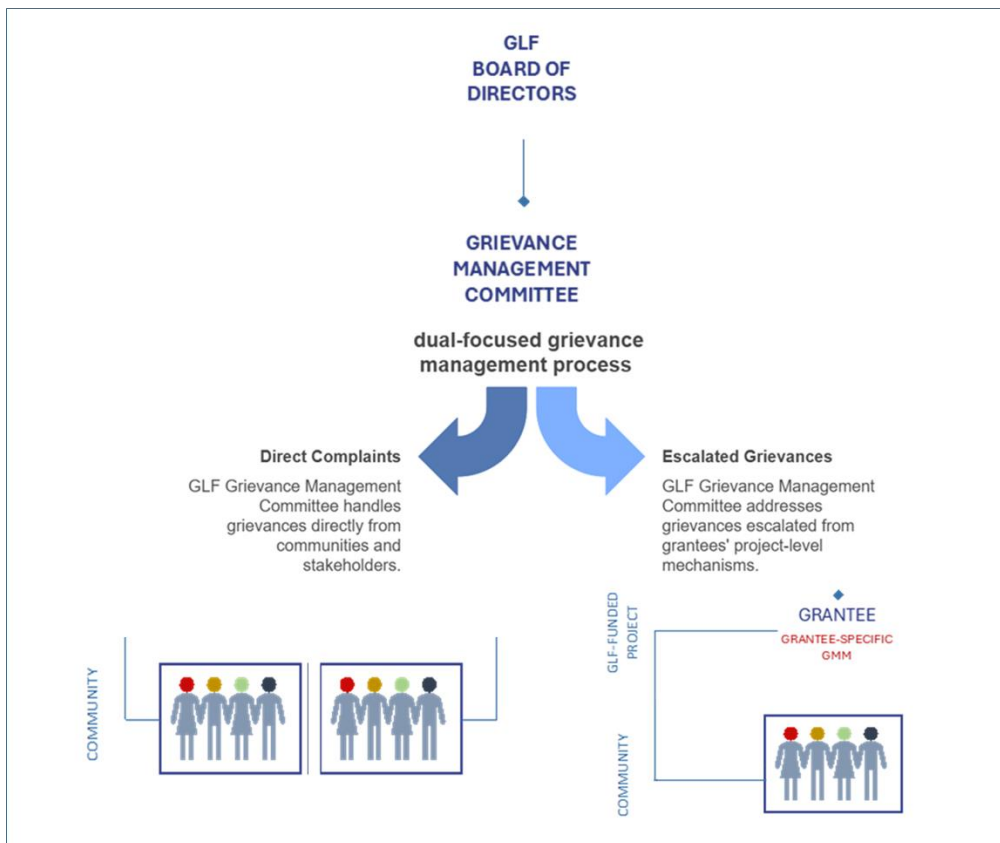 GLF
BOARD OF
DIRECTORS
GRIEVANCE
MANAGEMENT
COMMITTEE
dual-focused grievance
management process
Direct Complaints
GLF Grievance Management
Committee handles
grievances directly from
communities and
stakeholders.
Escalated Grievances
GLF Grievance Management
Committee addresses
grievances escalated from
grantees' project-level
mechanisms.
COMMUNITY
GLF-FUNDED
PROJECT
GRANTEE
GRANTEE-SPECIFIC
GMM
COMMUNITY